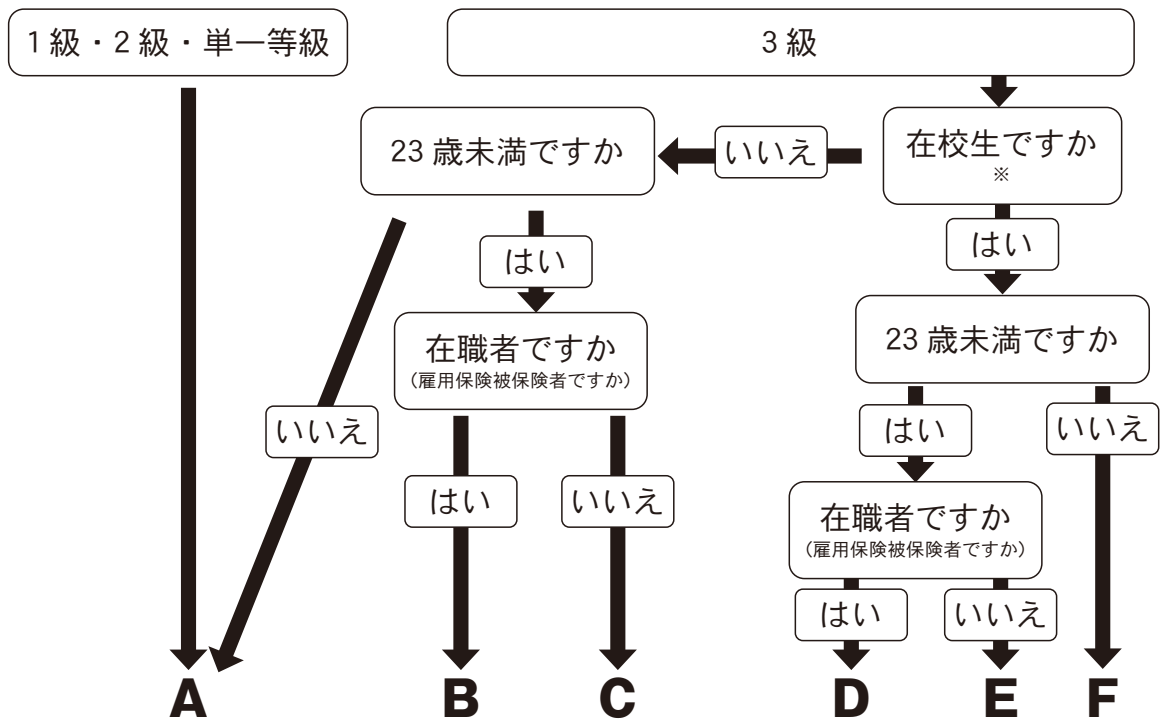 1級・2級・単一等級
3級
23歳未満ですか
いいえ
在校生ですか
※
はい
はい
在職者ですか
(雇用保険被保険者ですか)
23歳未満ですか
いいえ
はい
いいえ
はい
いいえ
在職者ですか
(雇用保険被保険者ですか)
はい
いいえ
A
B
C
D
E
F